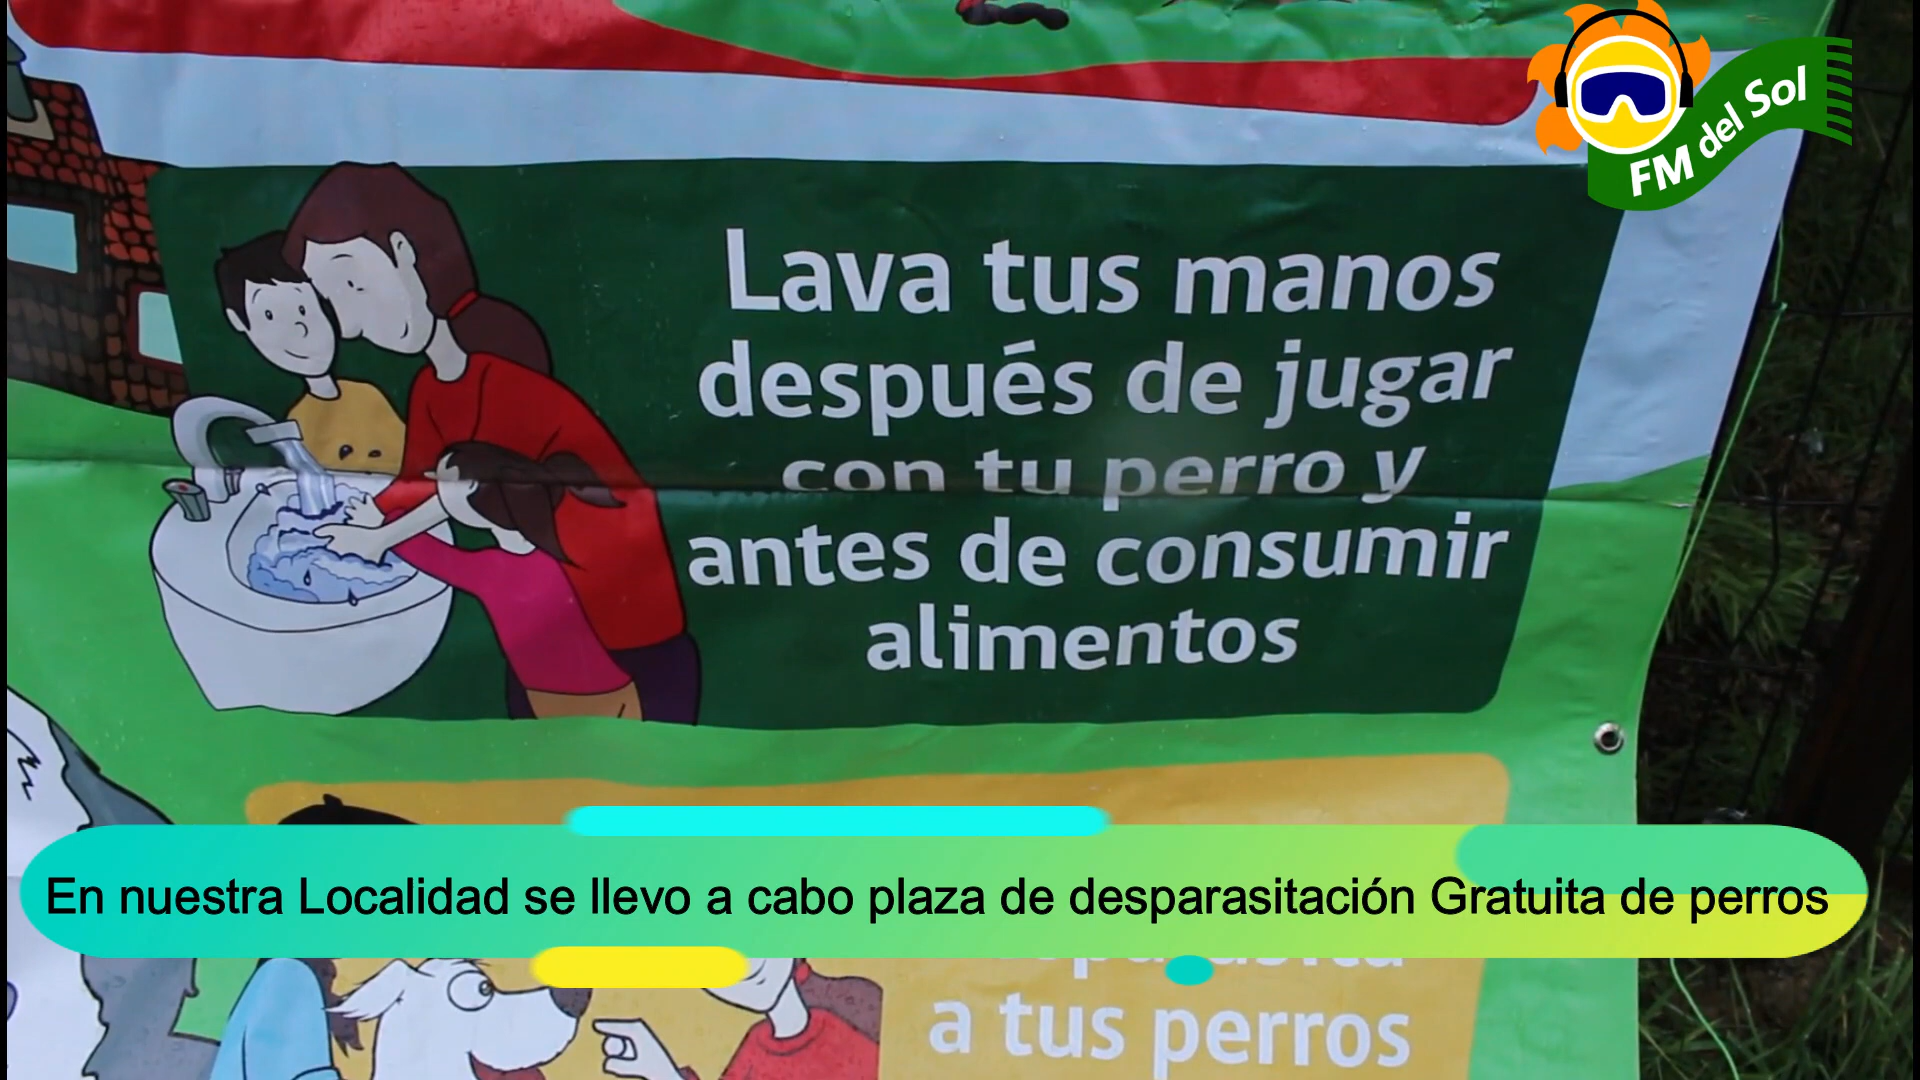 FM del Sol
Lava tus manos
después de jugar
con tu perro y
antes de consumir
alimentos
En nuestra Localidad se llevo a cabo plaza de desparasitación Gratuita de perros
a tus perros